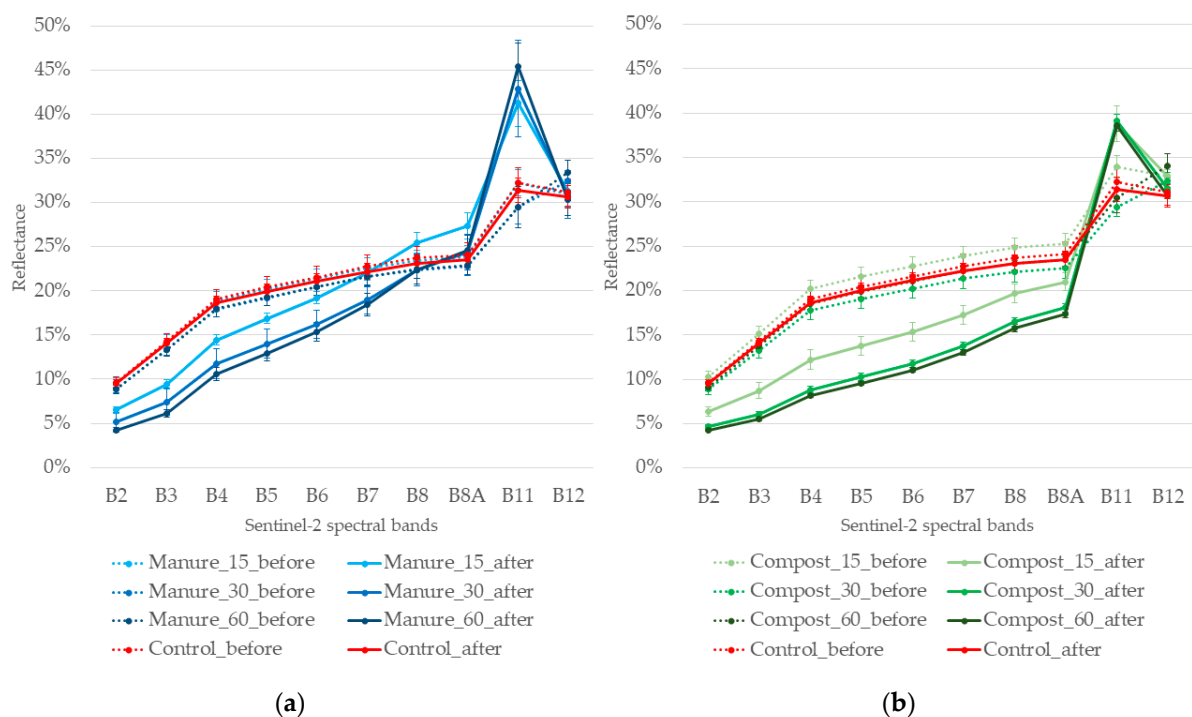 50%
45%
40%
35%
30%
25%
20%
15%
10%
5%
0%
Reflectance
B2 B3 B4 B5 B6 B7 B8 B8A B11 B12
Sentinel-2 spectral bands
Manure_15_before Manure_15_after
Manure_30_before Manure_30_after
Manure_60_before Manure_60_after
Control_before Control_after
(a)
50%
45%
40%
35%
30%
25%
20%
15%
10%
5%
0%
Reflectance
B2 B3 B4 B5 B6 B7 B8 B8A B11 B12
Sentinel-2 spectral bands
Compost_15_before Compost_15_after
Compost_30_before Compost_30_after
Compost_60_before Compost_60_after
Control_before Control_after
(b)